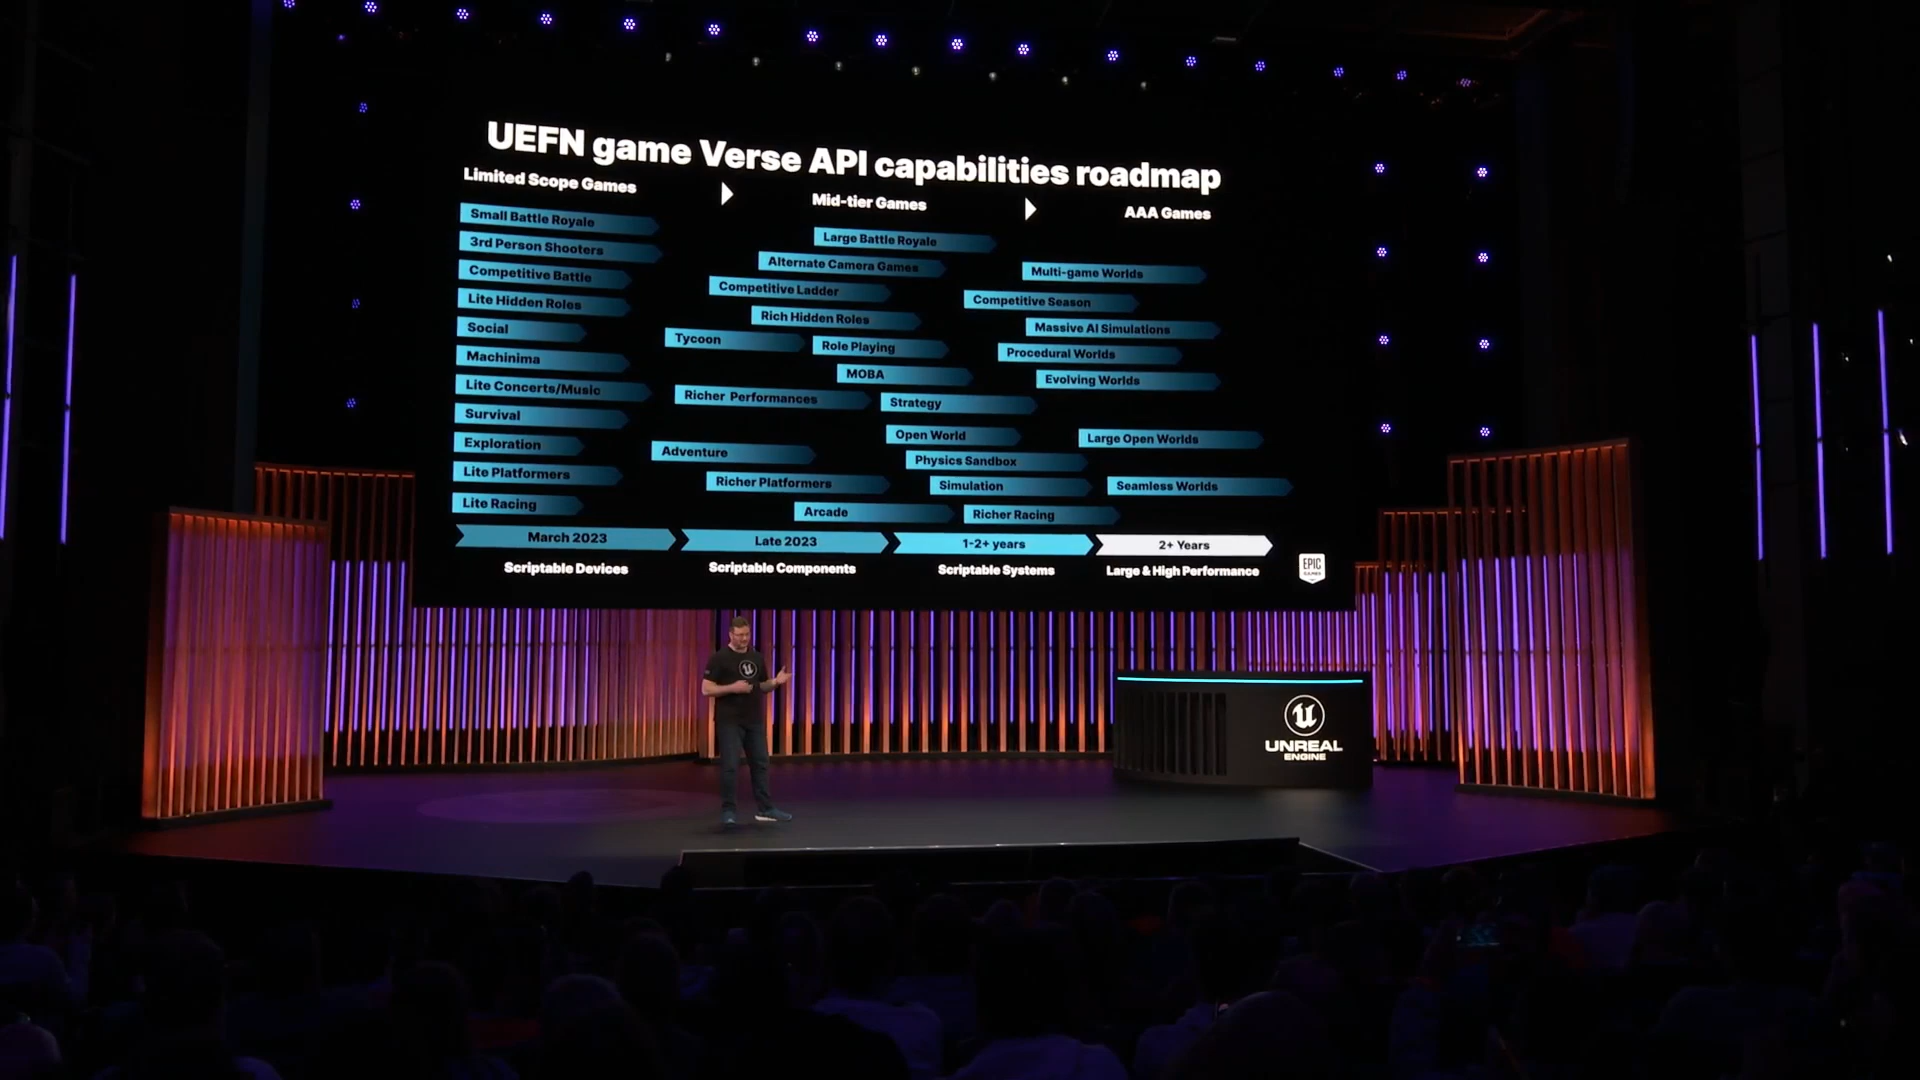 UEFN game Verse API capabilities roadmap
Limited Scope Games
Mid-tier Games
AAA Games
Small Battle Royale
3rd Person Shooters
Competitive Battle
Lite Hidden Roles
Social
Machinima
Lite Concerts/Music
Survival
Exploration
Lite Platformers
Lite Racing
Large Battle Royale
Alternate Camera Games
Competitive Ladder
Rich Hidden Roles
Tycoon
Role Playing
MOBA
Richer Performances
Strategy
Open World
Adventure
Physics Sandbox
Richer Platformers
Simulation
Arcade
Richer Racing
Multi-game Worlds
Competitive Season
Massive AI Simulations
Procedural Worlds
Evolving Worlds
Large Open Worlds
Seamless Worlds
March 2023
Late 2023
1-2+ years
2+ Years
Scriptable Devices
Scriptable Components
Scriptable Systems
Large & High Performance
EPIC
GAMES
UNREAL
ENGINE